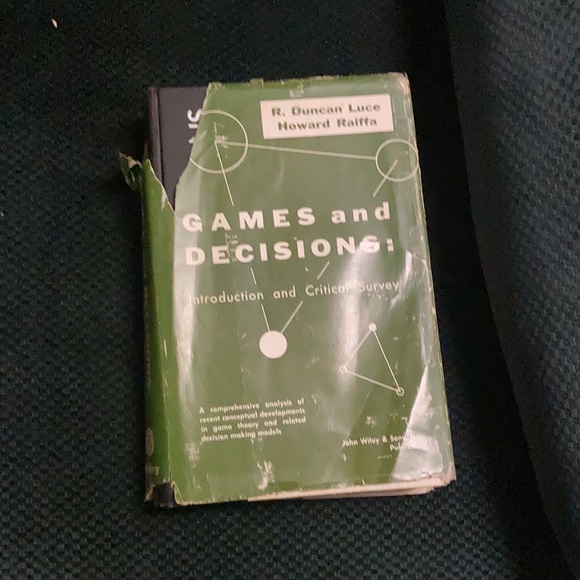 R. Duncan Luce
Howard Raiffa
GAMES and
DECISIONS:
Introduction and Critical Survey
A comprehensive analysis of
recent conceptual developments
in game theory and related
decision making models
John Wiley & Sons